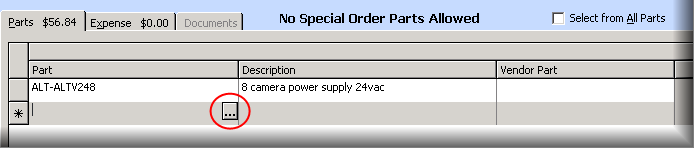 Parts $56.84 Expense $0.00 Documents No Special Order Parts Allowed Select from All Parts
Part Description Vendor Part
ALT-ALTV248 8 camera power supply 24vac
* ...